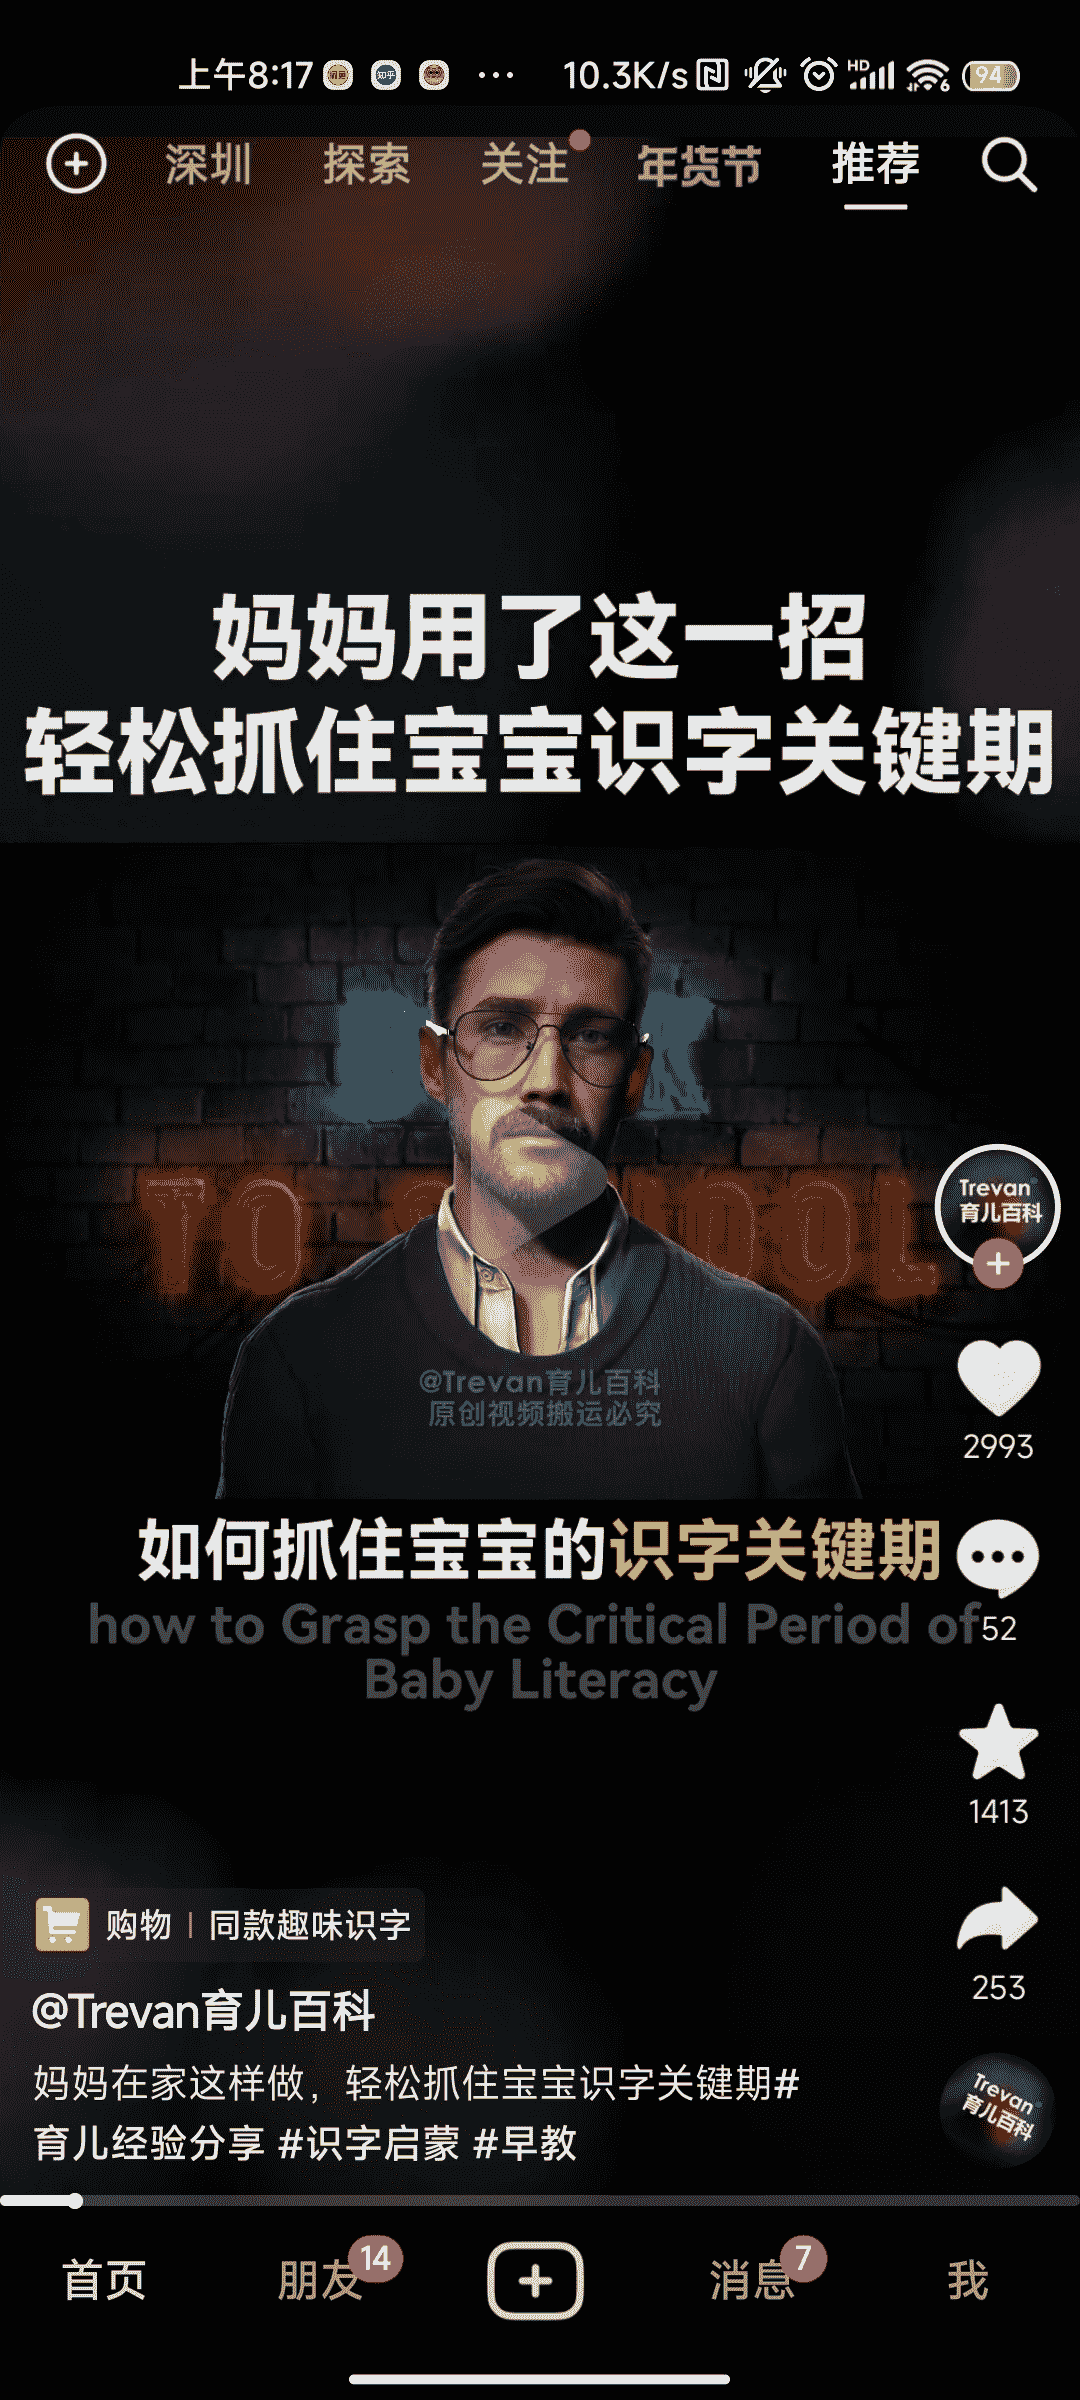 上午8:17 知乎 ... 10.3K/s HD 6 94
深圳 探索 关注 年货节 推荐
妈妈用了这一招
轻松抓住宝宝识字关键期
TO
OOL
Trevan
育儿百科
@Trevan育儿百科
原创视频搬运必究
2993
如何抓住宝宝的识字关键期
how to Grasp the Critical Period of
Baby Literacy
52
1413
253
购物 | 同款趣味识字
@Trevan育儿百科
妈妈在家这样做，轻松抓住宝宝识字关键期#
育儿经验分享 #识字启蒙 #早教
Trevan
育儿百科
首页 朋友 14 消息 7 我